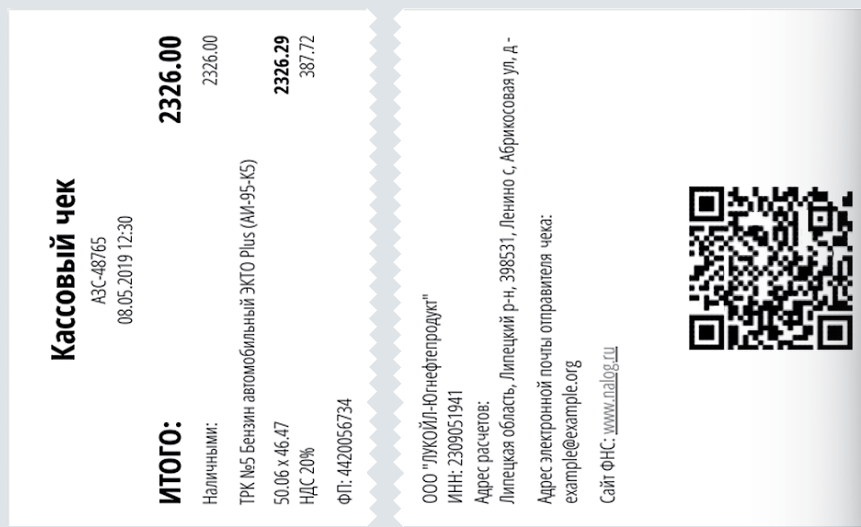 Кассовый чек
АЗС-48765
08.05.2019 12:30
ИТОГО: 2326.00
Наличными: 2326.00
ТРК №5 Бензин автомобильный ЭКТО Plus (АИ-95-К5)
50.06 x 46.47 2326.29
НДС 20% 387.72
ФП: 4420056734
ООО "ЛУКОЙЛ-Югнефтепродукт"
ИНН: 2309051941
Адрес расчетов:
Липецкая область, Липецкий р-н, 398531, Ленино с, Абрикосовая ул, д -
Адрес электронной почты отправителя чека:
example@example.org
Сайт ФНС: www.nalog.ru